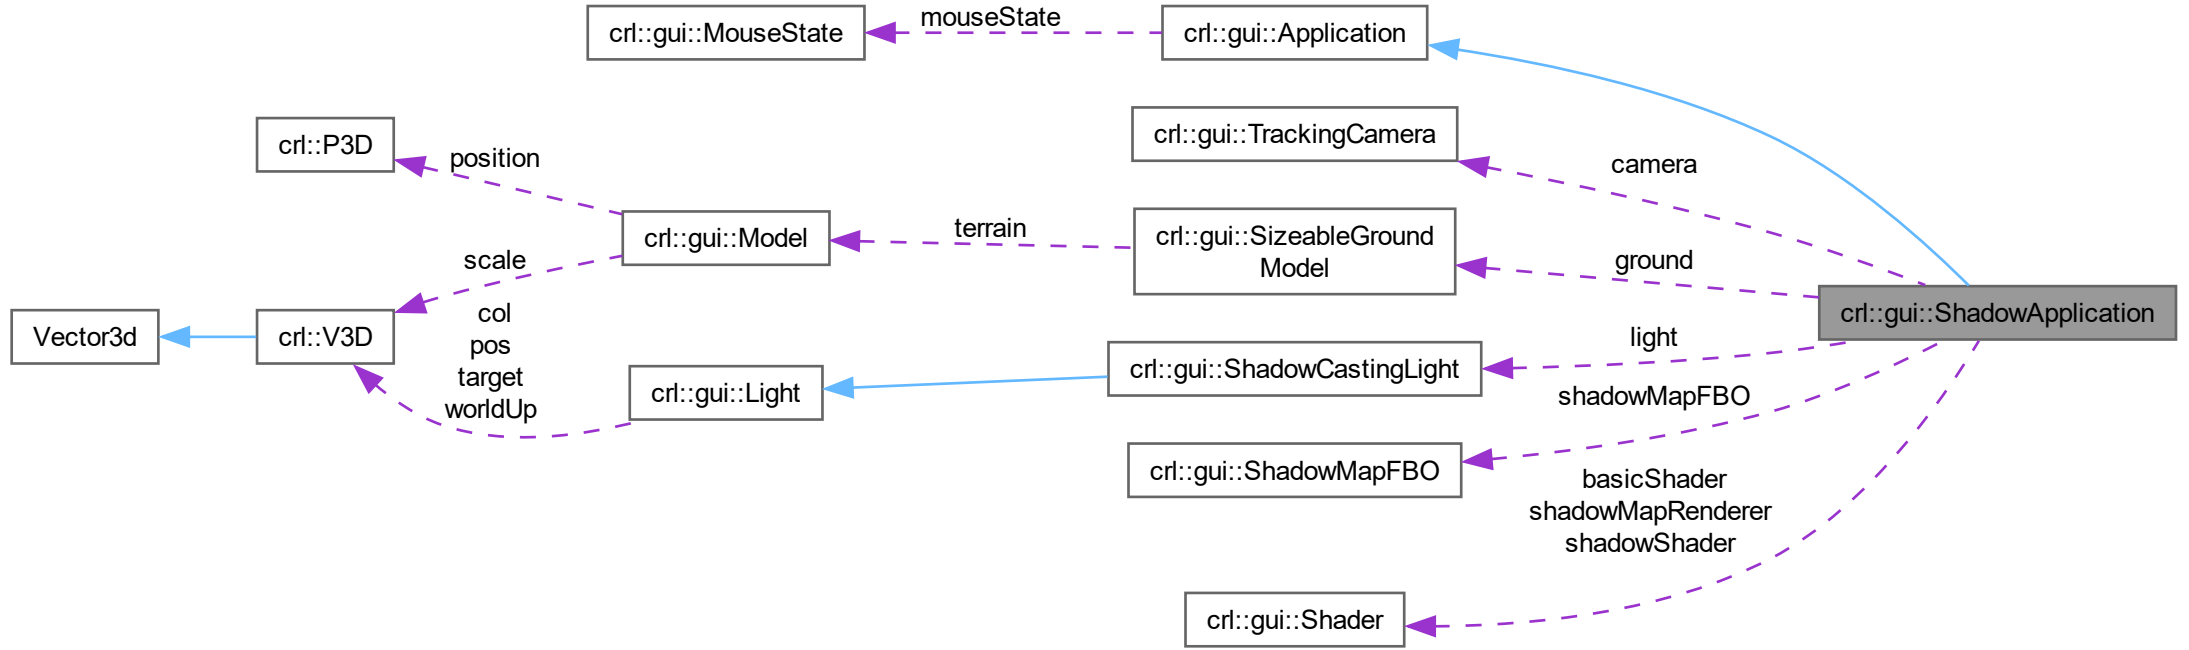 crl::gui::MouseState
mouseState
crl::gui::Application
crl::P3D
position
crl::gui::TrackingCamera
camera
crl::gui::Model
terrain
crl::gui::SizeableGround
Model
ground
scale
crl::gui::ShadowApplication
Vector3d
crl::V3D
col
pos
target
worldUp
crl::gui::Light
crl::gui::ShadowCastingLight
light
shadowMapFBO
crl::gui::ShadowMapFBO
basicShader
shadowMapRenderer
shadowShader
crl::gui::Shader